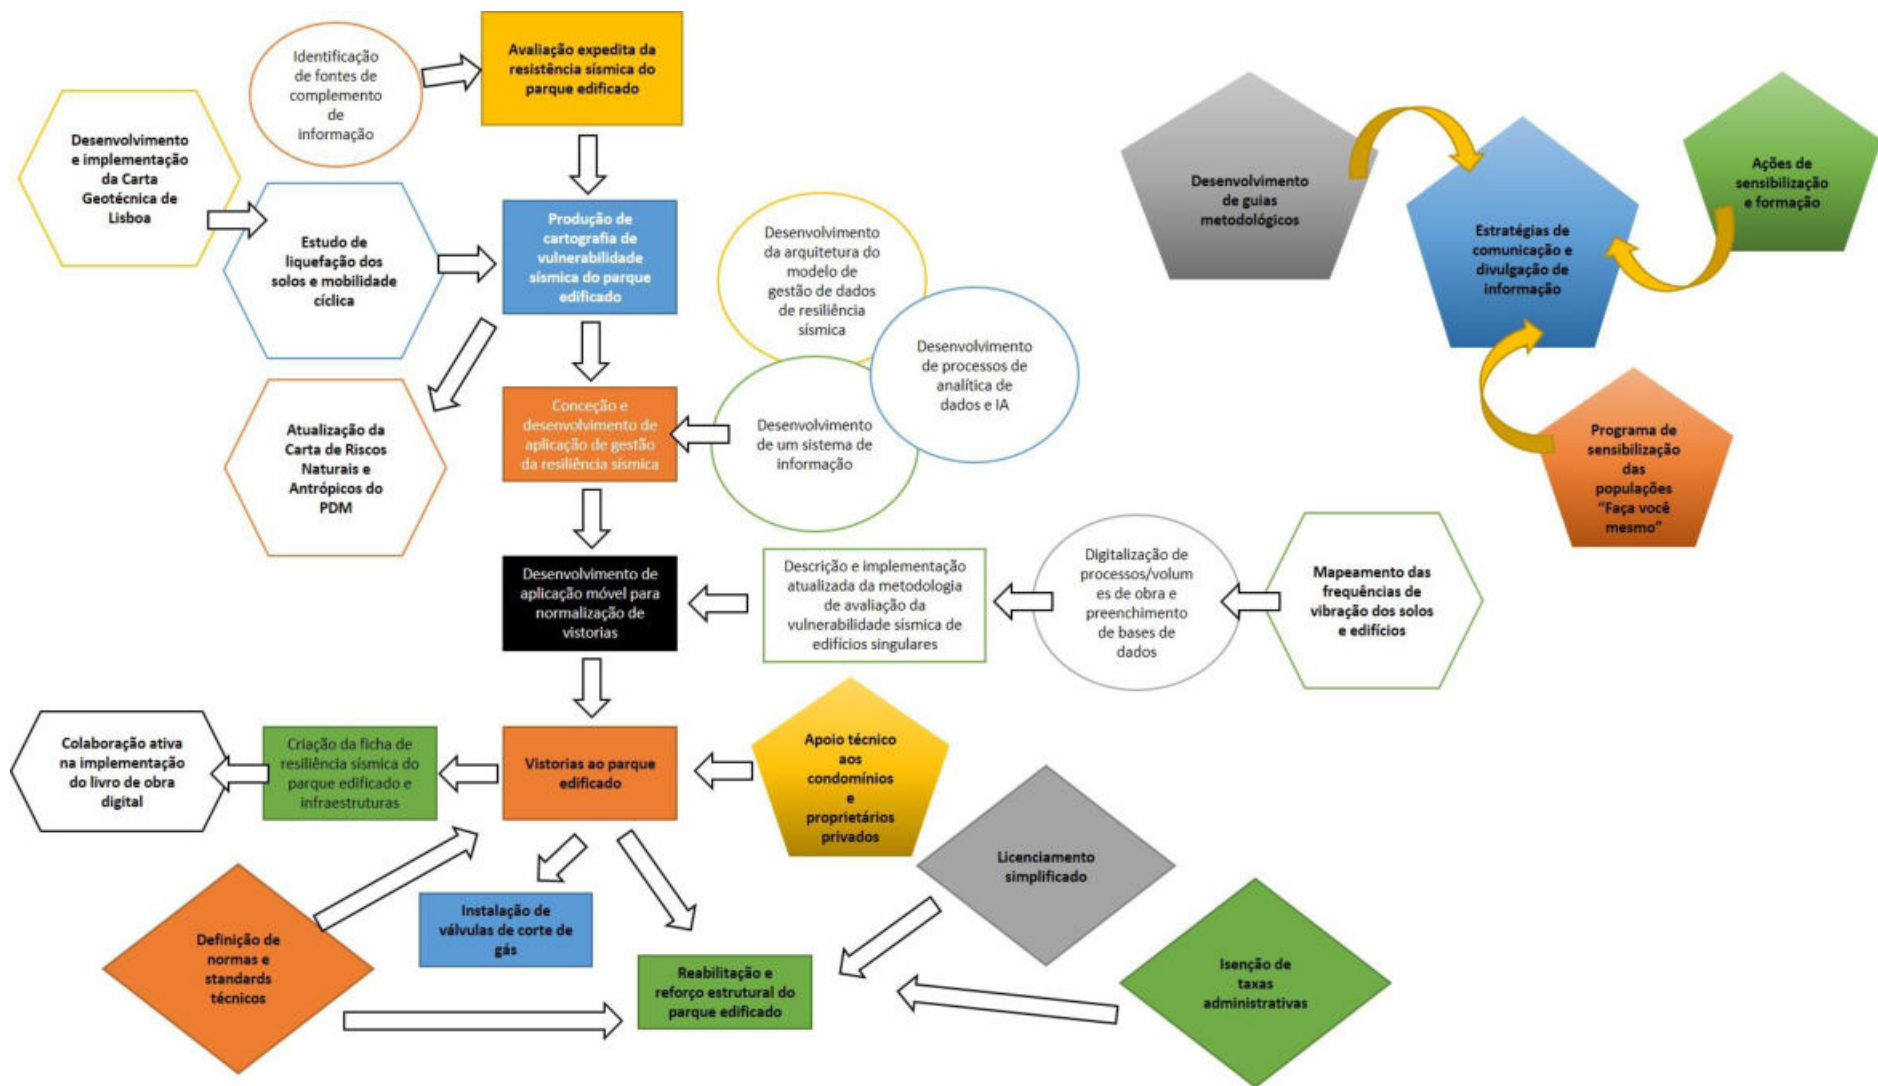 Identificação
de fontes de
complemento
de
informação
Avaliação expedita da
resistência sísmica do
parque edificado
Desenvolvimento
e implementação
da Carta
Geotécnica de
Lisboa
Estudo de
liquefação dos
solos e mobilidade
cíclica
Produção de
cartografia de
vulnerabilidade
sísmica do parque
edificado
Desenvolvimento
da arquitetura do
modelo de
gestão de dados
de resiliência
sísmica
Desenvolvimento
de processos de
analítica de
dados e IA
Desenvolvimento
de um sistema de
informação
Conceção e
desenvolvimento de
aplicação de gestão
da resiliência sísmica
Atualização da
Carta de Riscos
Naturais e
Antrópicos do
PDM
Desenvolvimento
de guias
metodológicos
Estratégias de
comunicação e
divulgação de
informação
Ações de
sensibilização
e formação
Programa de
sensibilização
das
populações
“Faça você
mesmo”
Desenvolvimento de
aplicação móvel para
normalização de
vistorias
Descrição e implementação
atualizada da metodologia
de avaliação da
vulnerabilidade sísmica de
edifícios singulares
Digitalização de
processos/volum
es de obra e
preenchimento
de bases de
dados
Mapeamento das
frequências de
vibração dos solos
e edifícios
Colaboração ativa
na implementação
do livro de obra
digital
Criação da ficha de
resiliência sísmica do
parque edificado e
infraestruturas
Vistorias ao parque
edificado
Apoio técnico
aos
condomínios
e
proprietários
privados
Licenciamento
simplificado
Definição de
normas e
standards
técnicos
Instalação de
válvulas de corte de
gás
Reabilitação e
reforço estrutural do
parque edificado
Isenção de
taxas
administrativas